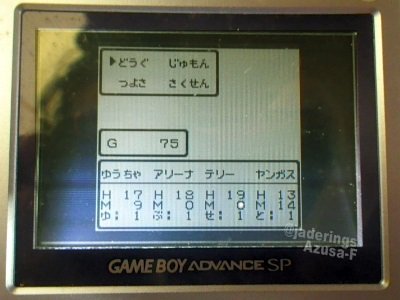 ▶どうぐ じゅもん
つよさ さくせん
G 75
ゆうちゃ アリーナ テリー ヤンガス
H 17 H 18 H 19 H 13
M 9 M 0 M 0 M 14
ゆ: 1 ぶ: 1 せ: 1 と: 1
@jaderings
Azusa-F
GAME BOY ADVANCE SP